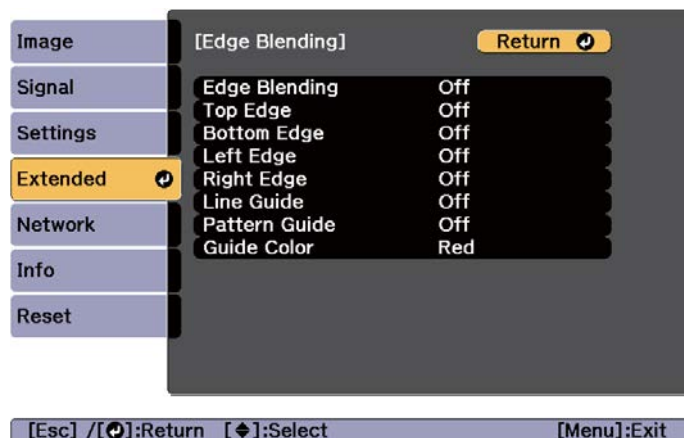 Image
Signal
Settings
Extended
Network
Info
Reset
[Edge Blending]
Return
Edge Blending Off
Top Edge Off
Bottom Edge Off
Left Edge Off
Right Edge Off
Line Guide Off
Pattern Guide Off
Guide Color Red
[Esc] /[⏎]:Return [♦]:Select [Menu]:Exit